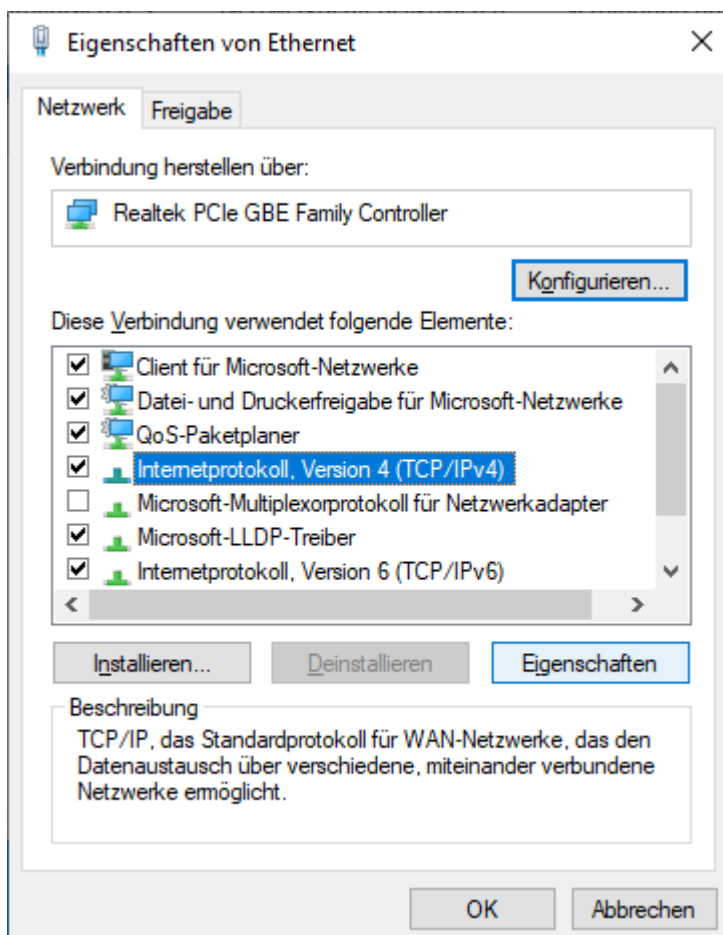 Eigenschaften von Ethernet
Netzwerk
Freigabe
Verbindung herstellen über:
Realtek PCIe GBE Family Controller
Konfigurieren...
Diese Verbindung verwendet folgende Elemente:
Client für Microsoft-Netzwerke
Datei- und Druckerfreigabe für Microsoft-Netzwerke
QoS-Paketplaner
Internetprotokoll, Version 4 (TCP/IPv4)
Microsoft-Multiplexorprotokoll für Netzwerkadapter
Microsoft-LLDP-Treiber
Internetprotokoll, Version 6 (TCP/IPv6)
Installieren...
Deinstallieren
Eigenschaften
Beschreibung
TCP/IP, das Standardprotokoll für WAN-Netzwerke, das den
Datenaustausch über verschiedene, miteinander verbundene
Netzwerke ermöglicht.
OK
Abbrechen